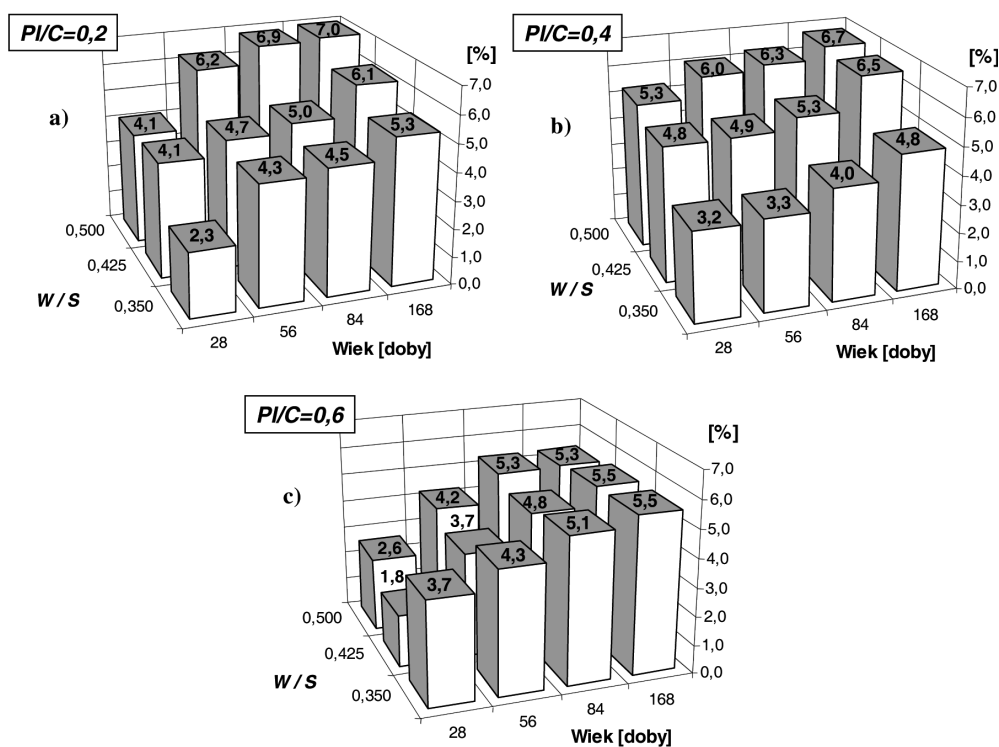 PI/C=0,2
a)
[%]
7,0
6,0
5,0
4,0
3,0
2,0
1,0
0,0
4,1 6,2 6,9 7,0
4,1 4,7 5,0 6,1
2,3 4,3 4,5 5,3
0,500
0,425
0,350
W / S
28 56 84 168
Wiek [doby]
PI/C=0,4
b)
[%]
7,0
6,0
5,0
4,0
3,0
2,0
1,0
0,0
5,3 6,0 6,3 6,7
4,8 4,9 5,3 6,5
3,2 3,3 4,0 4,8
0,500
0,425
0,350
W / S
28 56 84 168
Wiek [doby]
PI/C=0,6
c)
[%]
7,0
6,0
5,0
4,0
3,0
2,0
1,0
0,0
2,6 4,2 5,3 5,3
1,8 3,7 4,8 5,5
3,7 4,3 5,1 5,5
0,500
0,425
0,350
W / S
28 56 84 168
Wiek [doby]